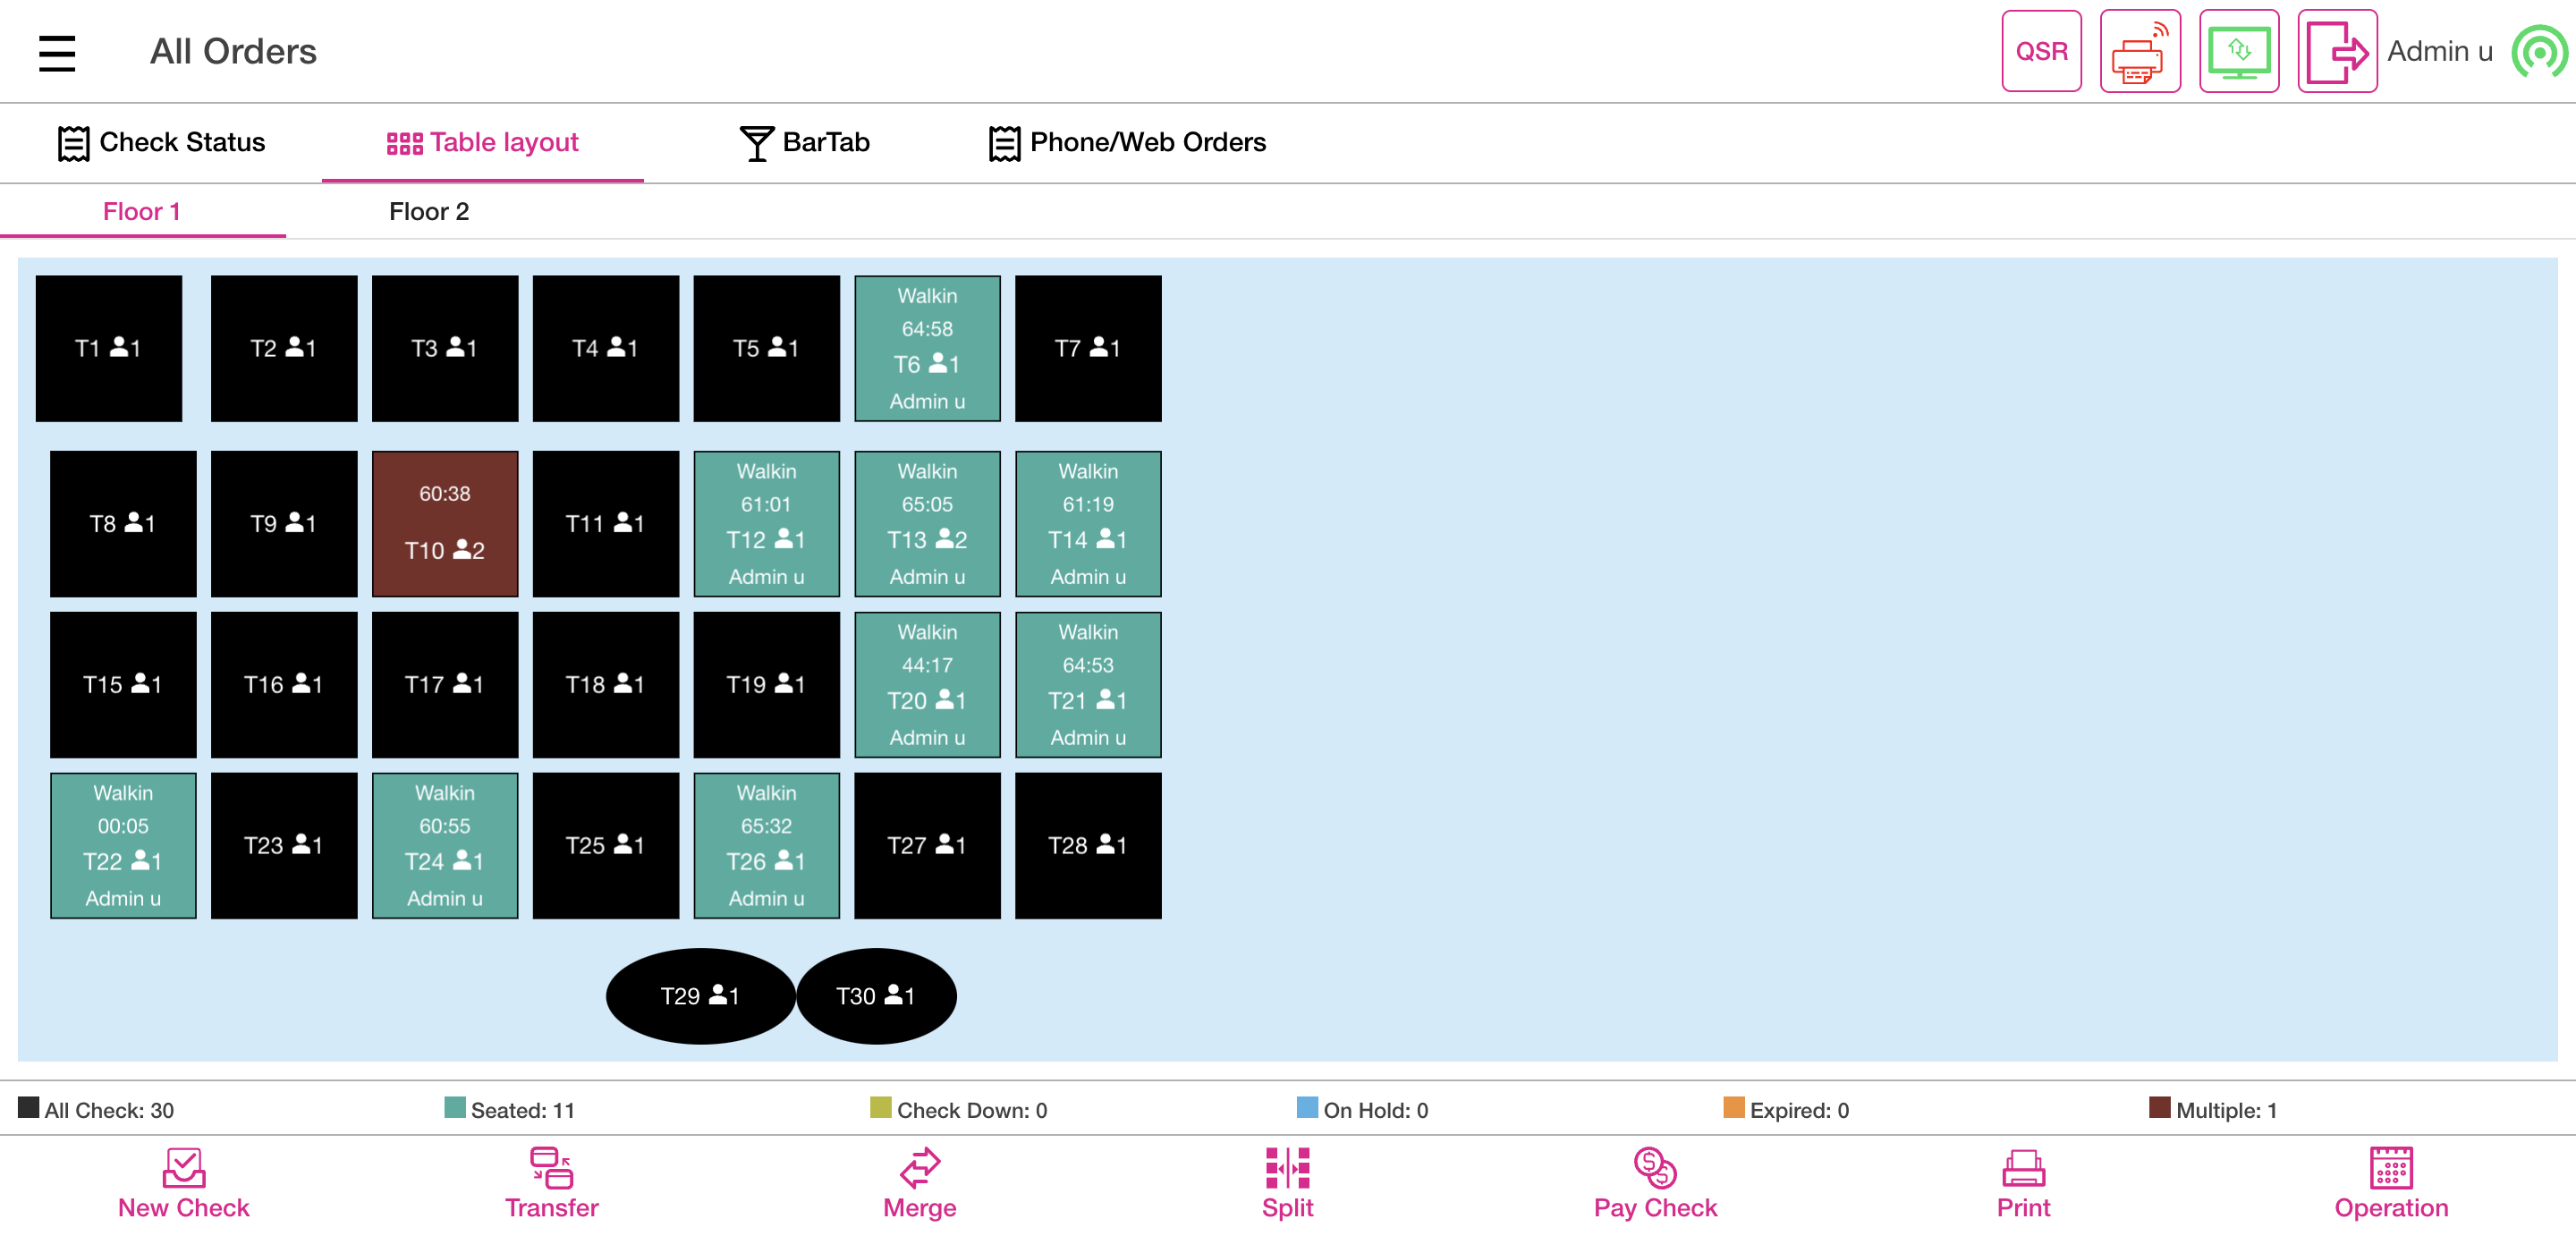 All Orders
QSR
Admin u
Check Status
Table layout
BarTab
Phone/Web Orders
Floor 1
Floor 2
T1 1
T2 1
T3 1
T4 1
T5 1
Walkin
64:58
T6 1
Admin u
T7 1
T8 1
T9 1
60:38
T10 2
T11 1
Walkin
61:01
T12 1
Admin u
Walkin
65:05
T13 2
Admin u
Walkin
61:19
T14 1
Admin u
T15 1
T16 1
T17 1
T18 1
T19 1
Walkin
44:17
T20 1
Admin u
Walkin
64:53
T21 1
Admin u
Walkin
00:05
T22 1
Admin u
T23 1
Walkin
60:55
T24 1
Admin u
T25 1
Walkin
65:32
T26 1
Admin u
T27 1
T28 1
T29 1
T30 1
All Check: 30
Seated: 11
Check Down: 0
On Hold: 0
Expired: 0
Multiple: 1
New Check
Transfer
Merge
Split
Pay Check
Print
Operation